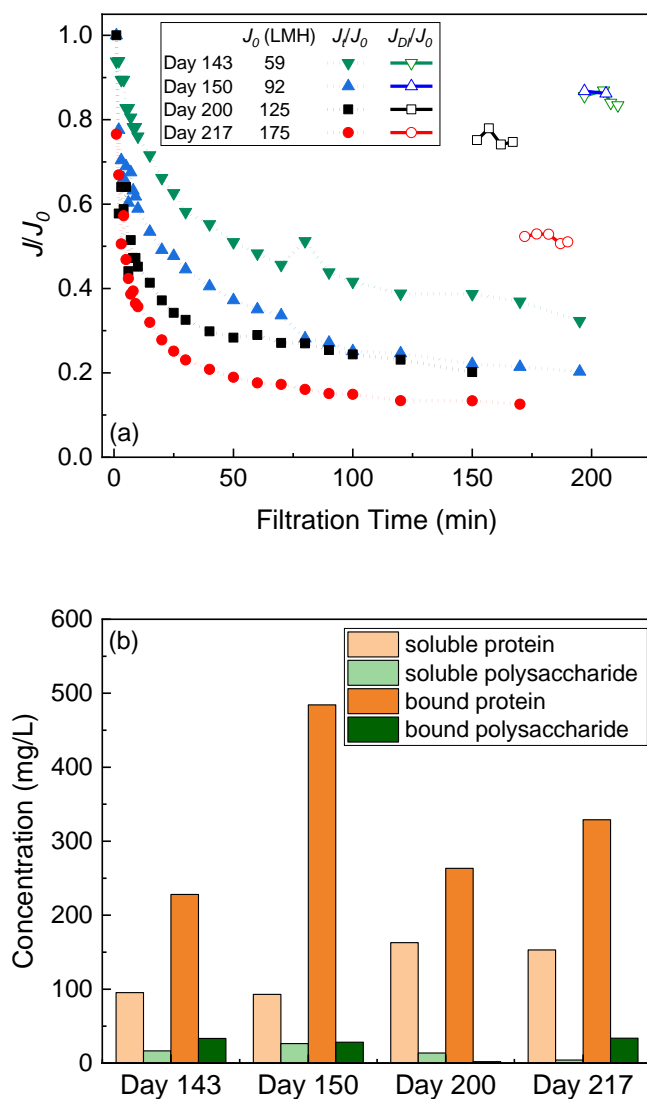 J₀ (LMH) Jₜ/J₀ J_DI/J₀
Day 143 59
Day 150 92
Day 200 125
Day 217 175
1.0
0.8
0.6
0.4
0.2
0.0
J/J₀
(a)
0 50 100 150 200
Filtration Time (min)
(b)
soluble protein
soluble polysaccharide
bound protein
bound polysaccharide
600
500
400
300
200
100
0
Concentration (mg/L)
Day 143 Day 150 Day 200 Day 217